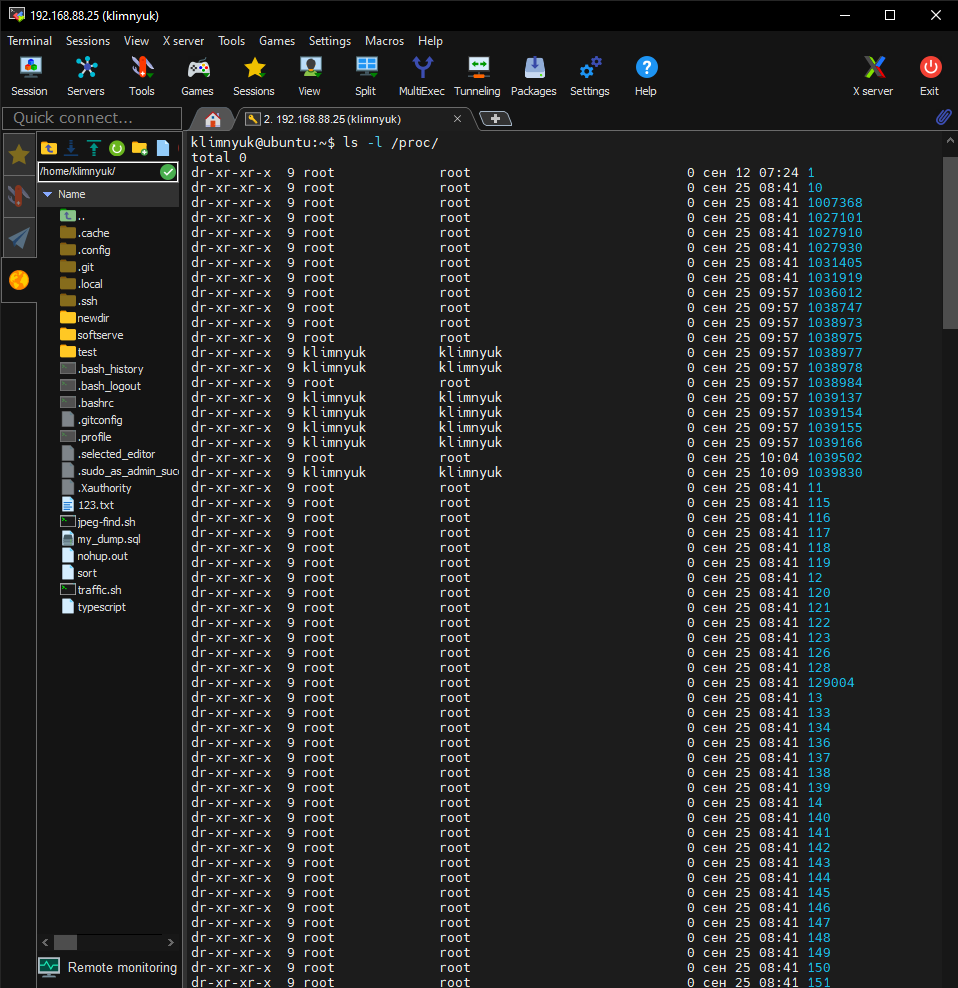 192.168.88.25 (klimnyuk)
Terminal Sessions View X server Tools Games Settings Macros Help
Session Servers Tools Games Sessions View Split MultiExec Tunneling Packages Settings Help X server Exit
Quick connect...
2. 192.168.88.25 (klimnyuk)
/home/klimnyuk/
Name
..
.cache
.config
.git
.local
.ssh
newdir
softserve
test
.bash_history
.bash_logout
.bashrc
.gitconfig
.profile
.selected_editor
.sudo_as_admin_succ
.Xauthority
123.txt
jpeg-find.sh
my_dump.sql
nohup.out
sort
traffic.sh
typescript
Remote monitoring
klimnyuk@ubuntu:~$ ls -l /proc/
total 0
dr-xr-xr-x  9 root             root                           0 сен 12 07:24 1
dr-xr-xr-x  9 root             root                           0 сен 25 08:41 10
dr-xr-xr-x  9 root             root                           0 сен 25 08:41 1007368
dr-xr-xr-x  9 root             root                           0 сен 25 08:41 1027101
dr-xr-xr-x  9 root             root                           0 сен 25 08:41 1027910
dr-xr-xr-x  9 root             root                           0 сен 25 08:41 1027930
dr-xr-xr-x  9 root             root                           0 сен 25 08:41 1031405
dr-xr-xr-x  9 root             root                           0 сен 25 08:41 1031919
dr-xr-xr-x  9 root             root                           0 сен 25 09:57 1036012
dr-xr-xr-x  9 root             root                           0 сен 25 09:57 1038747
dr-xr-xr-x  9 root             root                           0 сен 25 09:57 1038973
dr-xr-xr-x  9 root             root                           0 сен 25 09:57 1038975
dr-xr-xr-x  9 klimnyuk         klimnyuk                       0 сен 25 09:57 1038977
dr-xr-xr-x  9 klimnyuk         klimnyuk                       0 сен 25 09:57 1038978
dr-xr-xr-x  9 root             root                           0 сен 25 09:57 1038984
dr-xr-xr-x  9 klimnyuk         klimnyuk                       0 сен 25 09:57 1039137
dr-xr-xr-x  9 klimnyuk         klimnyuk                       0 сен 25 09:57 1039154
dr-xr-xr-x  9 klimnyuk         klimnyuk                       0 сен 25 09:57 1039155
dr-xr-xr-x  9 klimnyuk         klimnyuk                       0 сен 25 09:57 1039166
dr-xr-xr-x  9 root             root                           0 сен 25 10:04 1039502
dr-xr-xr-x  9 klimnyuk         klimnyuk                       0 сен 25 10:09 1039830
dr-xr-xr-x  9 root             root                           0 сен 25 08:41 11
dr-xr-xr-x  9 root             root                           0 сен 25 08:41 115
dr-xr-xr-x  9 root             root                           0 сен 25 08:41 116
dr-xr-xr-x  9 root             root                           0 сен 25 08:41 117
dr-xr-xr-x  9 root             root                           0 сен 25 08:41 118
dr-xr-xr-x  9 root             root                           0 сен 25 08:41 119
dr-xr-xr-x  9 root             root                           0 сен 25 08:41 12
dr-xr-xr-x  9 root             root                           0 сен 25 08:41 120
dr-xr-xr-x  9 root             root                           0 сен 25 08:41 121
dr-xr-xr-x  9 root             root                           0 сен 25 08:41 122
dr-xr-xr-x  9 root             root                           0 сен 25 08:41 123
dr-xr-xr-x  9 root             root                           0 сен 25 08:41 126
dr-xr-xr-x  9 root             root                           0 сен 25 08:41 128
dr-xr-xr-x  9 root             root                           0 сен 25 08:41 129004
dr-xr-xr-x  9 root             root                           0 сен 25 08:41 13
dr-xr-xr-x  9 root             root                           0 сен 25 08:41 133
dr-xr-xr-x  9 root             root                           0 сен 25 08:41 134
dr-xr-xr-x  9 root             root                           0 сен 25 08:41 136
dr-xr-xr-x  9 root             root                           0 сен 25 08:41 137
dr-xr-xr-x  9 root             root                           0 сен 25 08:41 138
dr-xr-xr-x  9 root             root                           0 сен 25 08:41 139
dr-xr-xr-x  9 root             root                           0 сен 25 08:41 14
dr-xr-xr-x  9 root             root                           0 сен 25 08:41 140
dr-xr-xr-x  9 root             root                           0 сен 25 08:41 141
dr-xr-xr-x  9 root             root                           0 сен 25 08:41 142
dr-xr-xr-x  9 root             root                           0 сен 25 08:41 143
dr-xr-xr-x  9 root             root                           0 сен 25 08:41 144
dr-xr-xr-x  9 root             root                           0 сен 25 08:41 145
dr-xr-xr-x  9 root             root                           0 сен 25 08:41 146
dr-xr-xr-x  9 root             root                           0 сен 25 08:41 147
dr-xr-xr-x  9 root             root                           0 сен 25 08:41 148
dr-xr-xr-x  9 root             root                           0 сен 25 08:41 149
dr-xr-xr-x  9 root             root                           0 сен 25 08:41 150
dr-xr-xr-x  9 root             root                           0 сен 25 08:41 151